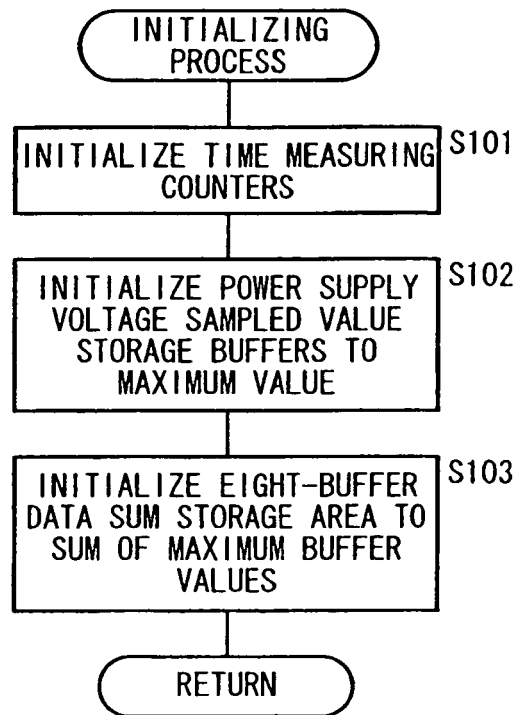 INITIALIZING
PROCESS
S101
INITIALIZE TIME MEASURING
COUNTERS
S102
INITIALIZE POWER SUPPLY
VOLTAGE SAMPLED VALUE
STORAGE BUFFERS TO
MAXIMUM VALUE
S103
INITIALIZE EIGHT-BUFFER
DATA SUM STORAGE AREA TO
SUM OF MAXIMUM BUFFER
VALUES
RETURN